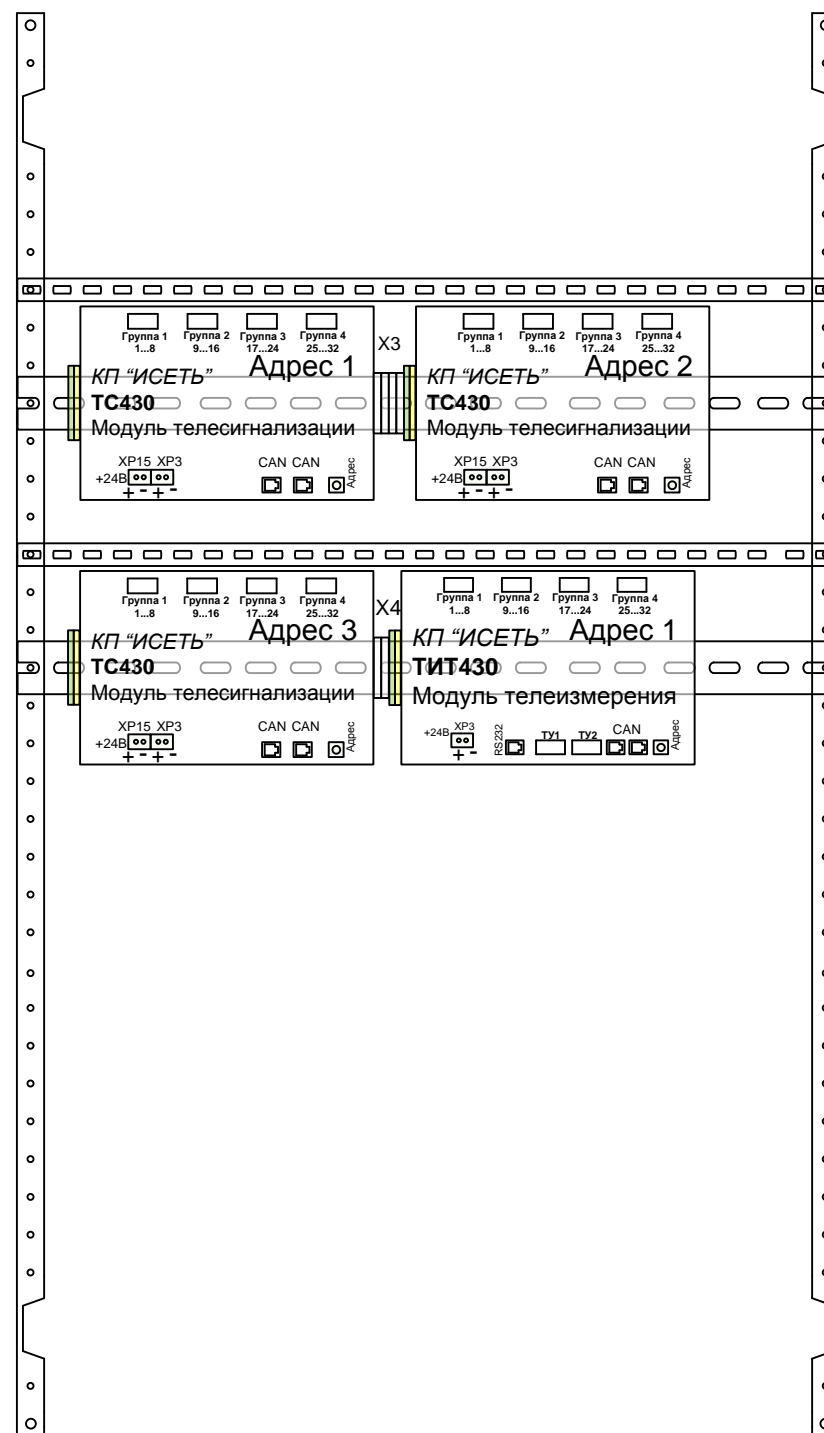 Группа 1 Группа 2 Группа 3 Группа 4
1...8 9...16 17...24 25...32
Адрес 1
КП “ИСЕТЬ”
ТС430
Модуль телесигнализации
XP15 XP3
+24В
+ - + -
CAN CAN
Адрес
X3
Группа 1 Группа 2 Группа 3 Группа 4
1...8 9...16 17...24 25...32
Адрес 2
КП “ИСЕТЬ”
ТС430
Модуль телесигнализации
XP15 XP3
+24В
+ - + -
CAN CAN
Адрес
Группа 1 Группа 2 Группа 3 Группа 4
1...8 9...16 17...24 25...32
Адрес 3
КП “ИСЕТЬ”
ТС430
Модуль телесигнализации
XP15 XP3
+24В
+ - + -
CAN CAN
Адрес
X4
Группа 1 Группа 2 Группа 3 Группа 4
1...8 9...16 17...24 25...32
КП “ИСЕТЬ” Адрес 1
ТИТ430
Модуль телеизмерения
XP3
+24В
+ -
RS232
ТУ1 ТУ2 CAN
Адрес